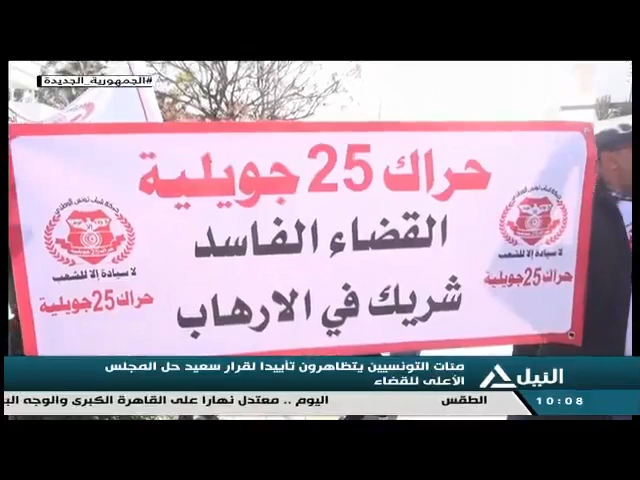 #الجمهورية_الجديدة
حراك 25 جويلية
القضاء الفاسد
شريك في الارهاب
لا سيادة إلا للشعب
حراك 25 جويلية
لا سيادة إلا للشعب
حراك 25 جويلية
النيل
مئات التونسيين يتظاهرون تأييدا لقرار سعيد حل المجلس
الأعلى للقضاء
10:08
الطقس
اليوم .. معتدل نهارا على القاهرة الكبرى والوجه